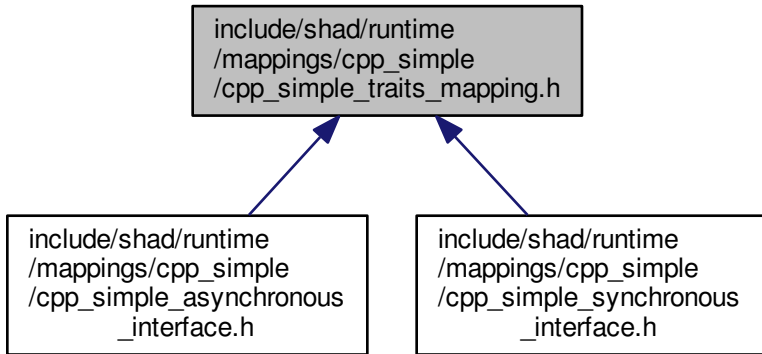 include/shad/runtime
/mappings/cpp_simple
/cpp_simple_traits_mapping.h
include/shad/runtime
/mappings/cpp_simple
/cpp_simple_asynchronous
_interface.h
include/shad/runtime
/mappings/cpp_simple
/cpp_simple_synchronous
_interface.h